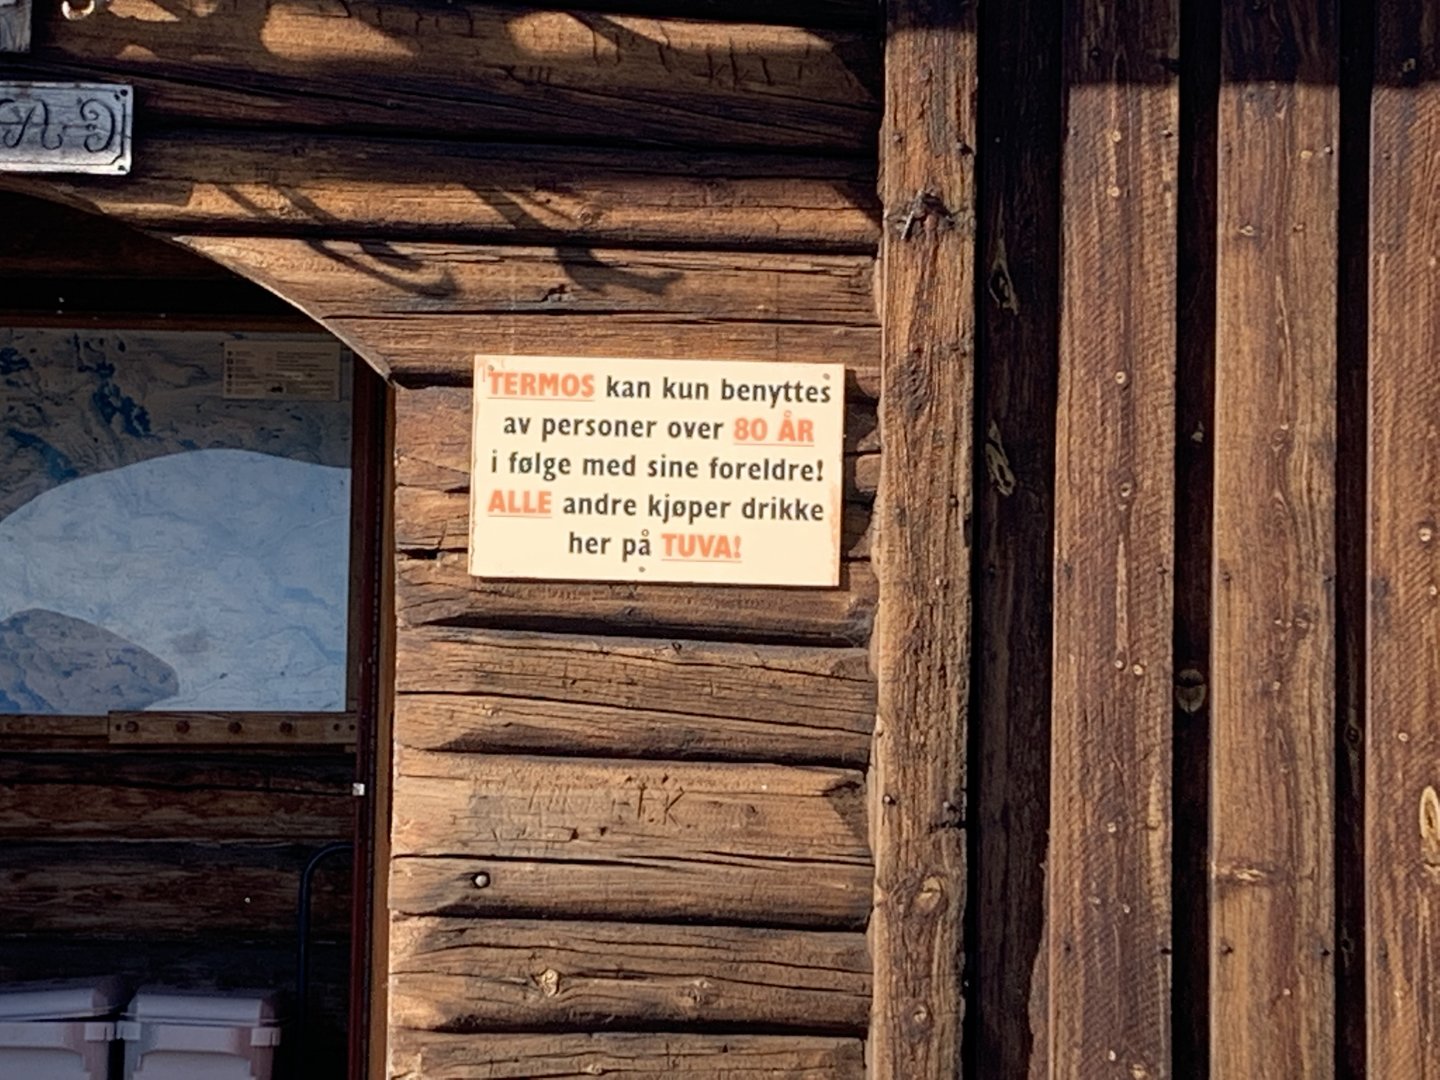 TERMOS kan kun benyttes
av personer over 80 ÅR
i følge med sine foreldre!
ALLE andre kjøper drikke
her på TUVA!